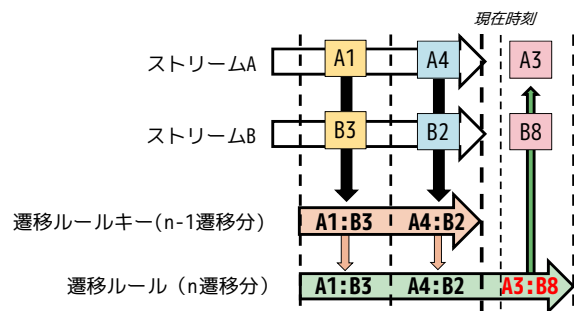 現在時刻
ストリームA A1 A4 A3
ストリームB B3 B2 B8
遷移ルールキー(n-1遷移分) A1:B3 A4:B2
遷移ルール（n遷移分） A1:B3 A4:B2 A3:B8